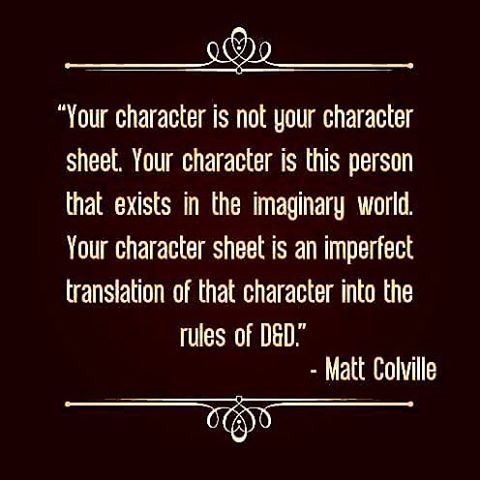 “Your character is not your character
sheet. Your character is this person
that exists in the imaginary world.
Your character sheet is an imperfect
translation of that character into the
rules of D&D.”
- Matt Colville